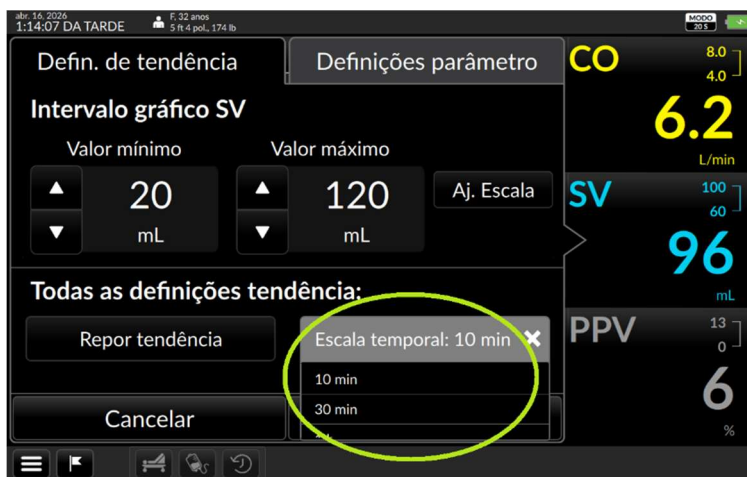 abr. 16, 2026
1:14:07 DA TARDE
F, 32 anos
5 ft 4 pol., 174 lb
MODO
20 S
Defin. de tendência
Definições parâmetro
Intervalo gráfico SV
Valor mínimo
Valor máximo
20
mL
120
mL
Aj. Escala
Todas as definições tendência:
Repor tendência
Escala temporal: 10 min
10 min
30 min
Cancelar
CO
8.0
4.0
6.2
L/min
SV
100
60
96
mL
PPV
13
0
6
%